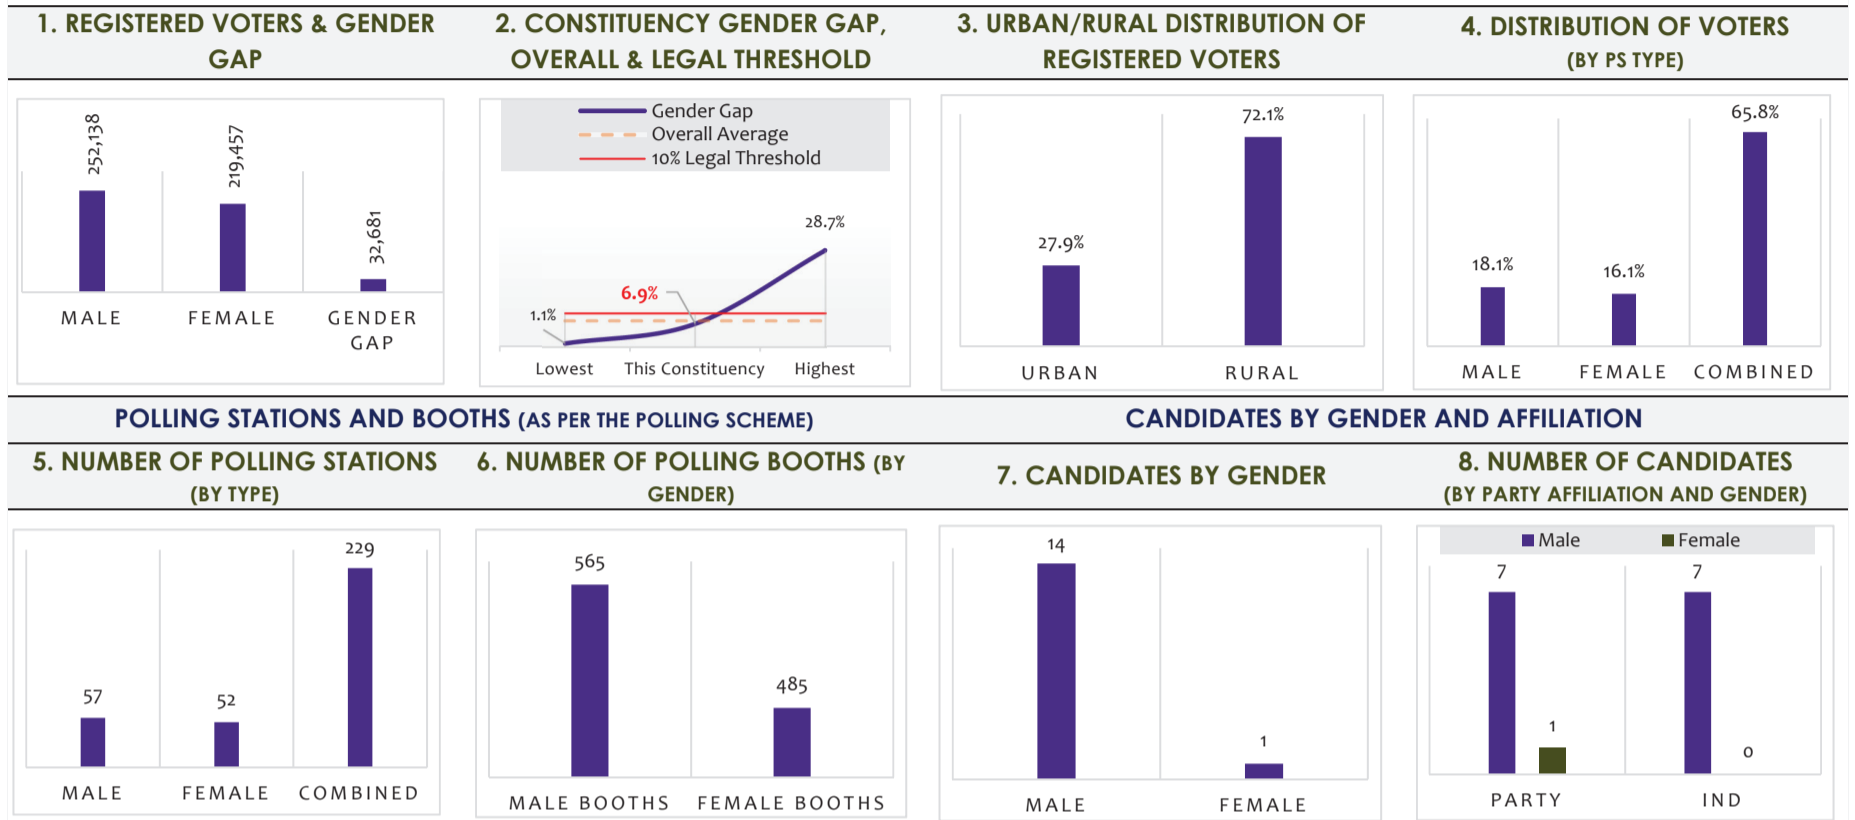 1. REGISTERED VOTERS & GENDER
GAP
252,138
219,457
32,681
MALE
FEMALE
GENDER
GAP
2. CONSTITUENCY GENDER GAP,
OVERALL & LEGAL THRESHOLD
Gender Gap
Overall Average
10% Legal Threshold
28.7%
6.9%
1.1%
Lowest
This Constituency
Highest
3. URBAN/RURAL DISTRIBUTION OF
REGISTERED VOTERS
72.1%
27.9%
URBAN
RURAL
4. DISTRIBUTION OF VOTERS
(BY PS TYPE)
65.8%
18.1%
16.1%
MALE
FEMALE
COMBINED
POLLING STATIONS AND BOOTHS (AS PER THE POLLING SCHEME)
CANDIDATES BY GENDER AND AFFILIATION
5. NUMBER OF POLLING STATIONS
(BY TYPE)
229
57
52
MALE
FEMALE
COMBINED
6. NUMBER OF POLLING BOOTHS (BY
GENDER)
565
485
MALE BOOTHS
FEMALE BOOTHS
7. CANDIDATES BY GENDER
14
1
MALE
FEMALE
8. NUMBER OF CANDIDATES
(BY PARTY AFFILIATION AND GENDER)
Male
Female
7
7
1
0
PARTY
IND